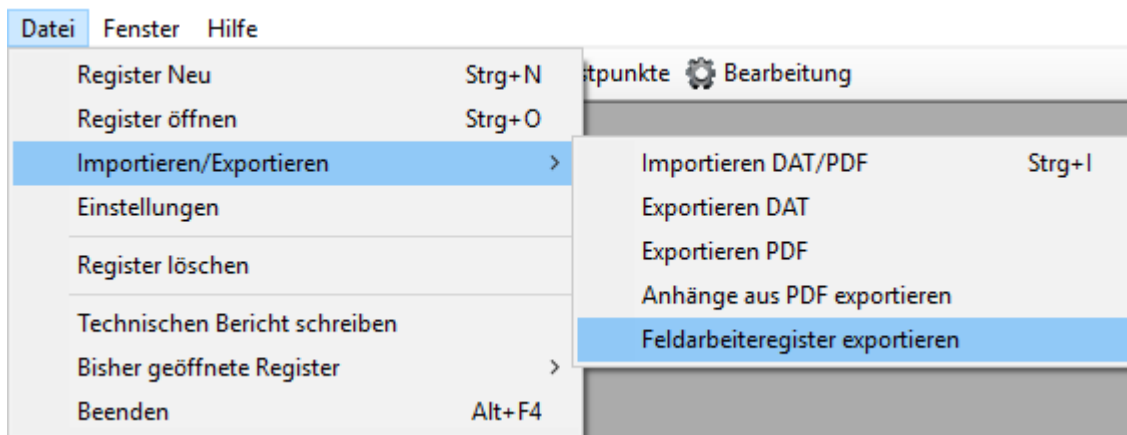 Datei Fenster Hilfe
Register Neu Strg+N
tpunkte Bearbeitung
Register öffnen Strg+O
Importieren/Exportieren >
Importieren DAT/PDF Strg+I
Einstellungen
Exportieren DAT
Exportieren PDF
Register löschen
Anhänge aus PDF exportieren
Technischen Bericht schreiben
Feldarbeiteregister exportieren
Bisher geöffnete Register >
Beenden Alt+F4